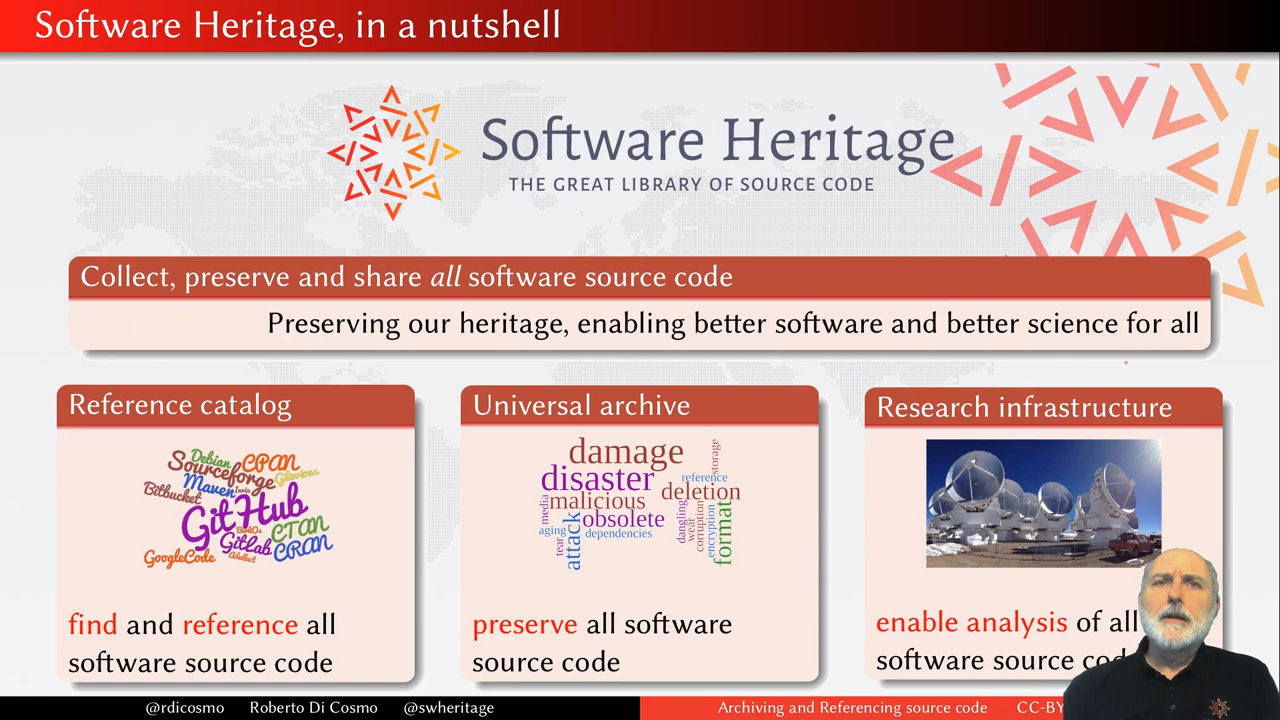 Software Heritage, in a nutshell
Software Heritage
THE GREAT LIBRARY OF SOURCE CODE
Collect, preserve and share all software source code
Preserving our heritage, enabling better software and better science for all
Reference catalog
Debian
Sourceforge
CPAN
Gitorious
Maven
Inria
Bitbucket
GitHub
CTAN
GitLab
CRAN
GoogleCode
find and reference all
software source code
Universal archive
damage
storage
disaster
reference
malicious
deletion
media
obsolete
aging
dependencies
tear
attack
dangling
wear
corruption
encryption
format
preserve all software
source code
Research infrastructure
enable analysis of all
software source cod
@rdicosmo Roberto Di Cosmo @swheritage
Archiving and Referencing source code CC-BY